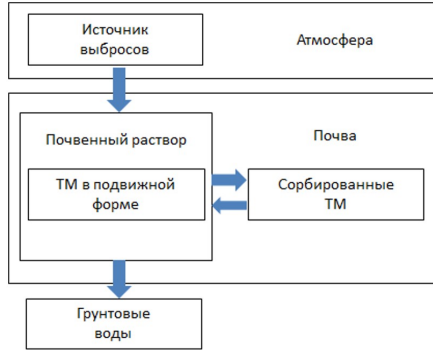 Источник
выбросов
Атмосфера
Почвенный раствор
Почва
ТМ в подвижной
форме
Сорбированные
ТМ
Грунтовые
воды